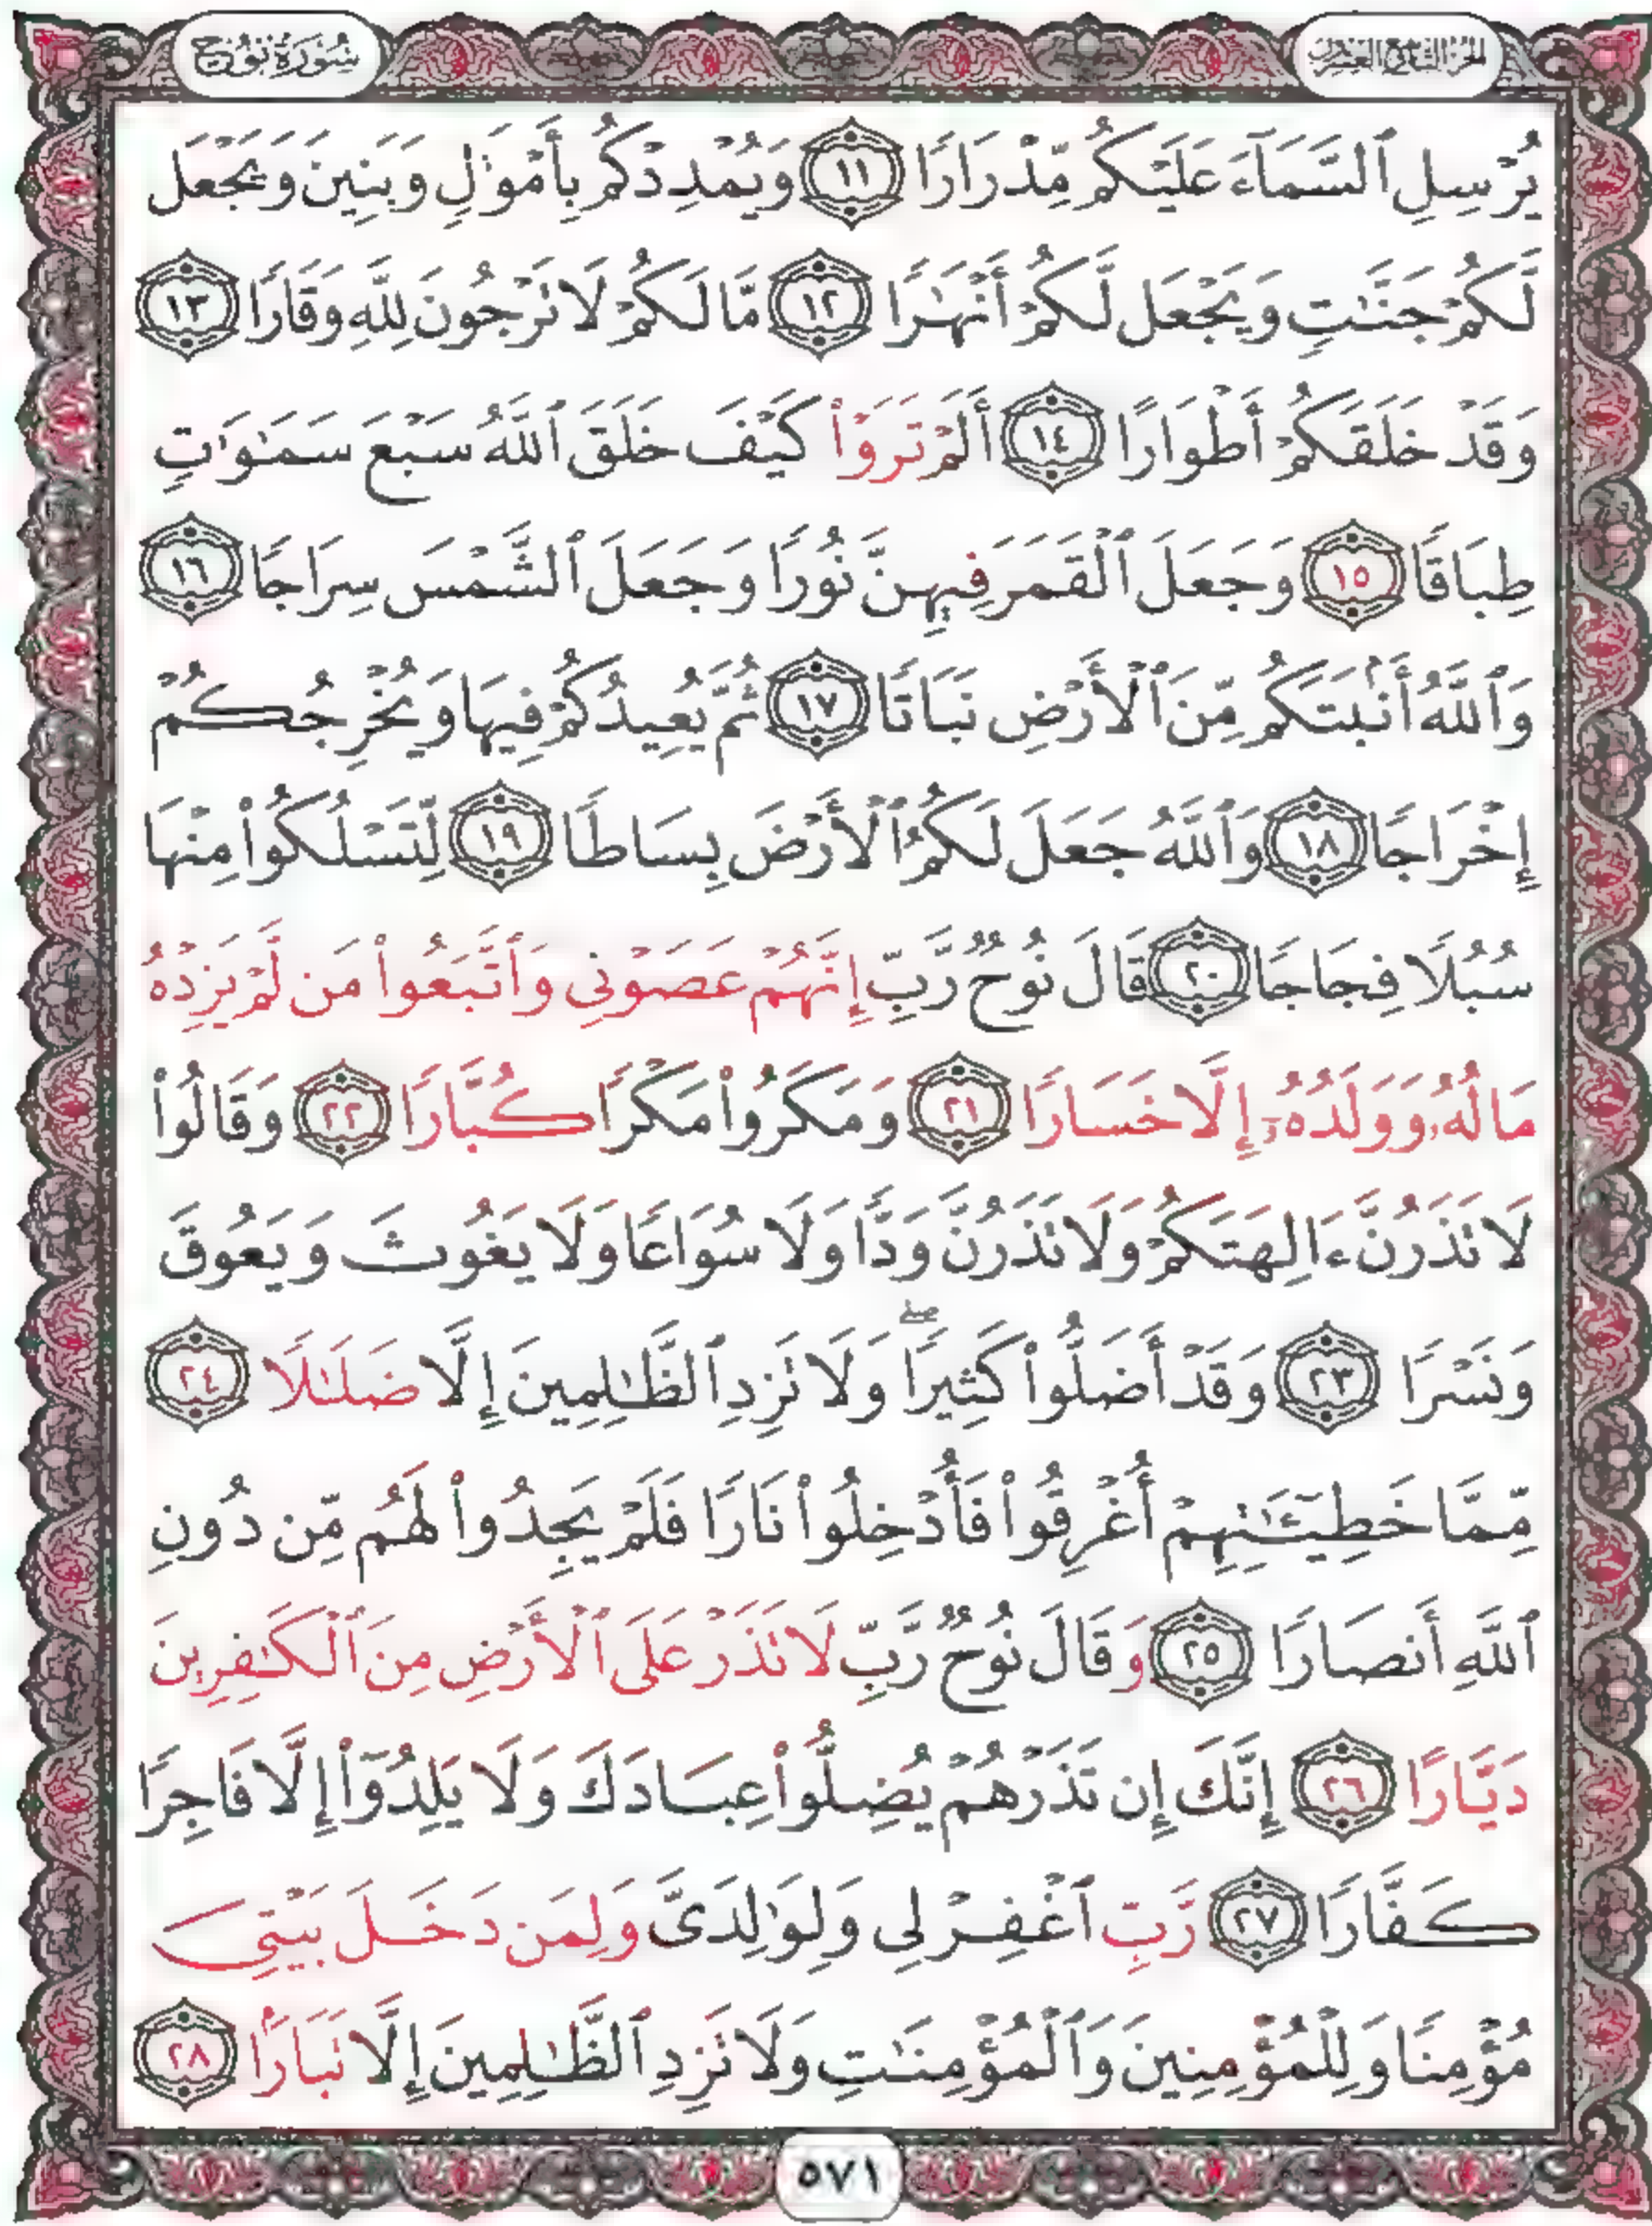 الجزء التاسع والعشرون
سُورَةُ نُوحٍ
يُرْسِلِ ٱلسَّمَآءَ عَلَيْكُم مِّدْرَارًا ١١ وَيُمْدِدْكُم بِأَمْوَٰلٍ وَبَنِينَ وَيَجْعَل
لَّكُمْ جَنَّٰتٍ وَيَجْعَل لَّكُمْ أَنْهَٰرًا ١٢ مَّا لَكُمْ لَا تَرْجُونَ لِلَّهِ وَقَارًا ١٣
وَقَدْ خَلَقَكُمْ أَطْوَارًا ١٤ أَلَمْ تَرَوْا۟ كَيْفَ خَلَقَ ٱللَّهُ سَبْعَ سَمَٰوَٰتٍ
طِبَاقًا ١٥ وَجَعَلَ ٱلْقَمَرَ فِيهِنَّ نُورًا وَجَعَلَ ٱلشَّمْسَ سِرَاجًا ١٦
وَٱللَّهُ أَنۢبَتَكُم مِّنَ ٱلْأَرْضِ نَبَاتًا ١٧ ثُمَّ يُعِيدُكُمْ فِيهَا وَيُخْرِجُكُمْ
إِخْرَاجًا ١٨ وَٱللَّهُ جَعَلَ لَكُمُ ٱلْأَرْضَ بِسَاطًا ١٩ لِّتَسْلُكُوا۟ مِنْهَا
سُبُلًا فِجَاجًا ٢٠ قَالَ نُوحٌ رَّبِّ إِنَّهُمْ عَصَوْنِى وَٱتَّبَعُوا۟ مَن لَّمْ يَزِدْهُ
مَالُهُۥ وَوَلَدُهُۥٓ إِلَّا خَسَارًا ٢١ وَمَكَرُوا۟ مَكْرًا كُبَّارًا ٢٢ وَقَالُوا۟
لَا تَذَرُنَّ ءَالِهَتَكُمْ وَلَا تَذَرُنَّ وَدًّا وَلَا سُوَاعًا وَلَا يَغُوثَ وَيَعُوقَ
وَنَسْرًا ٢٣ وَقَدْ أَضَلُّوا۟ كَثِيرًا ۖ وَلَا تَزِدِ ٱلظَّٰلِمِينَ إِلَّا ضَلَٰلًا ٢٤
مِّمَّا خَطِيٓـَٰٔتِهِمْ أُغْرِقُوا۟ فَأُدْخِلُوا۟ نَارًا فَلَمْ يَجِدُوا۟ لَهُم مِّن دُونِ
ٱللَّهِ أَنصَارًا ٢٥ وَقَالَ نُوحٌ رَّبِّ لَا تَذَرْ عَلَى ٱلْأَرْضِ مِنَ ٱلْكَٰفِرِينَ
دَيَّارًا ٢٦ إِنَّكَ إِن تَذَرْهُمْ يُضِلُّوا۟ عِبَادَكَ وَلَا يَلِدُوٓا۟ إِلَّا فَاجِرًا
كَفَّارًا ٢٧ رَّبِّ ٱغْفِرْ لِى وَلِوَٰلِدَىَّ وَلِمَن دَخَلَ بَيْتِىَ
مُؤْمِنًا وَلِلْمُؤْمِنِينَ وَٱلْمُؤْمِنَٰتِ وَلَا تَزِدِ ٱلظَّٰلِمِينَ إِلَّا تَبَارًۢا ٢٨
٥٧١